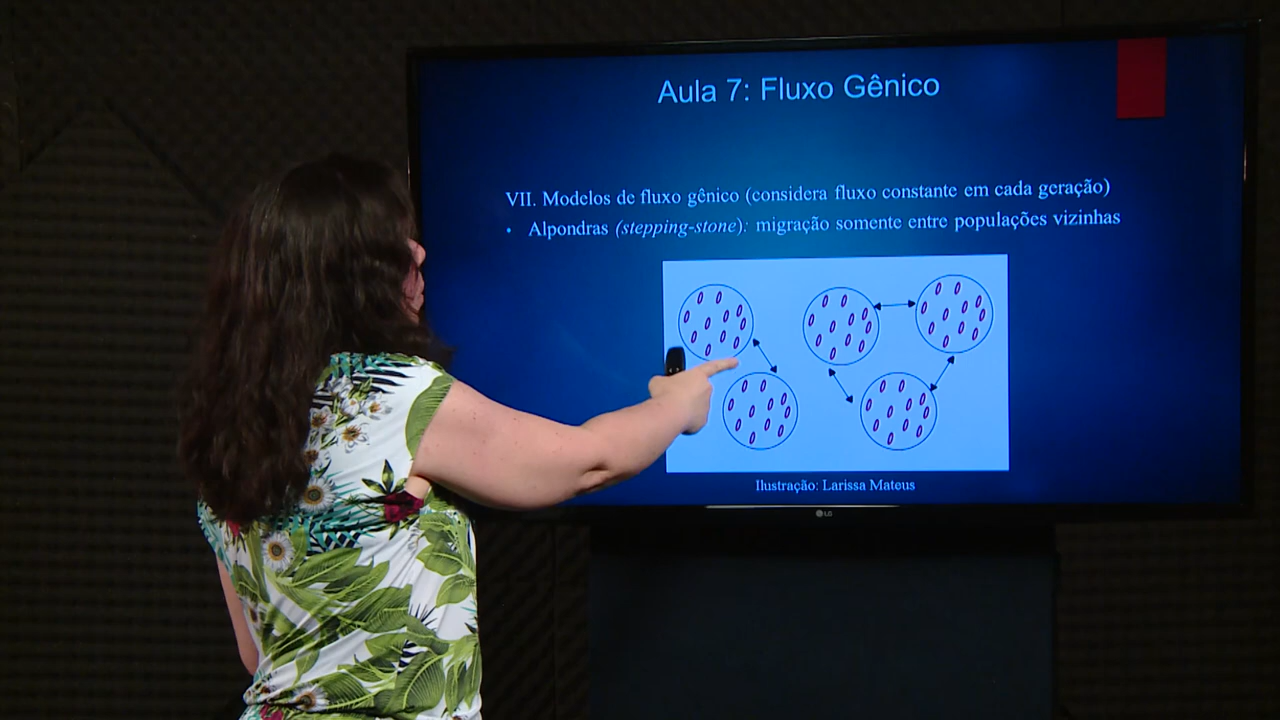 Aula 7: Fluxo Gênico
VII. Modelos de fluxo gênico (considera fluxo constante em cada geração)
• Alpondras (stepping-stone): migração somente entre populações vizinhas
Ilustração: Larissa Mateus
LG